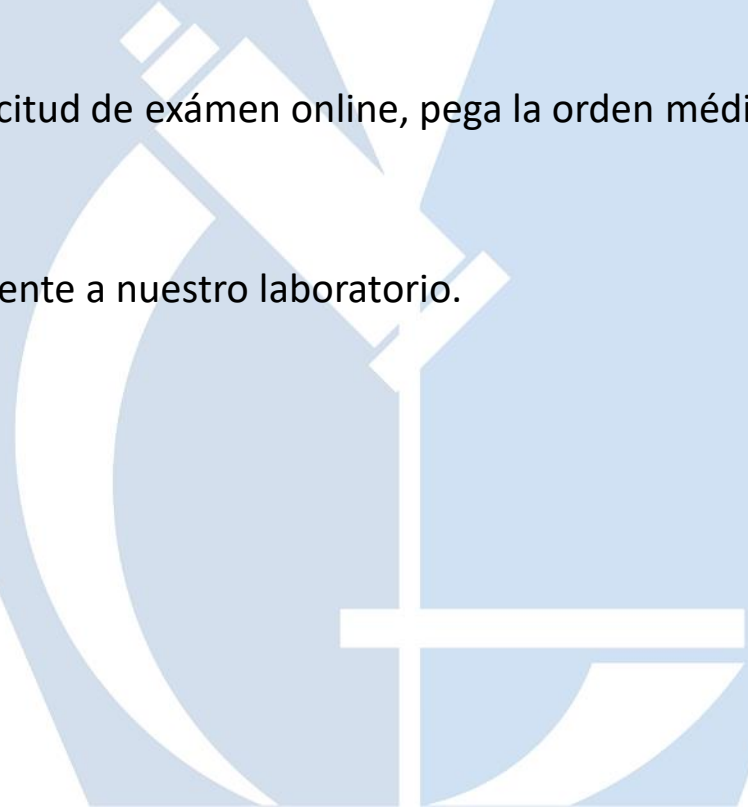 citud de exámen online, pega la orden médi
ente a nuestro laboratorio.